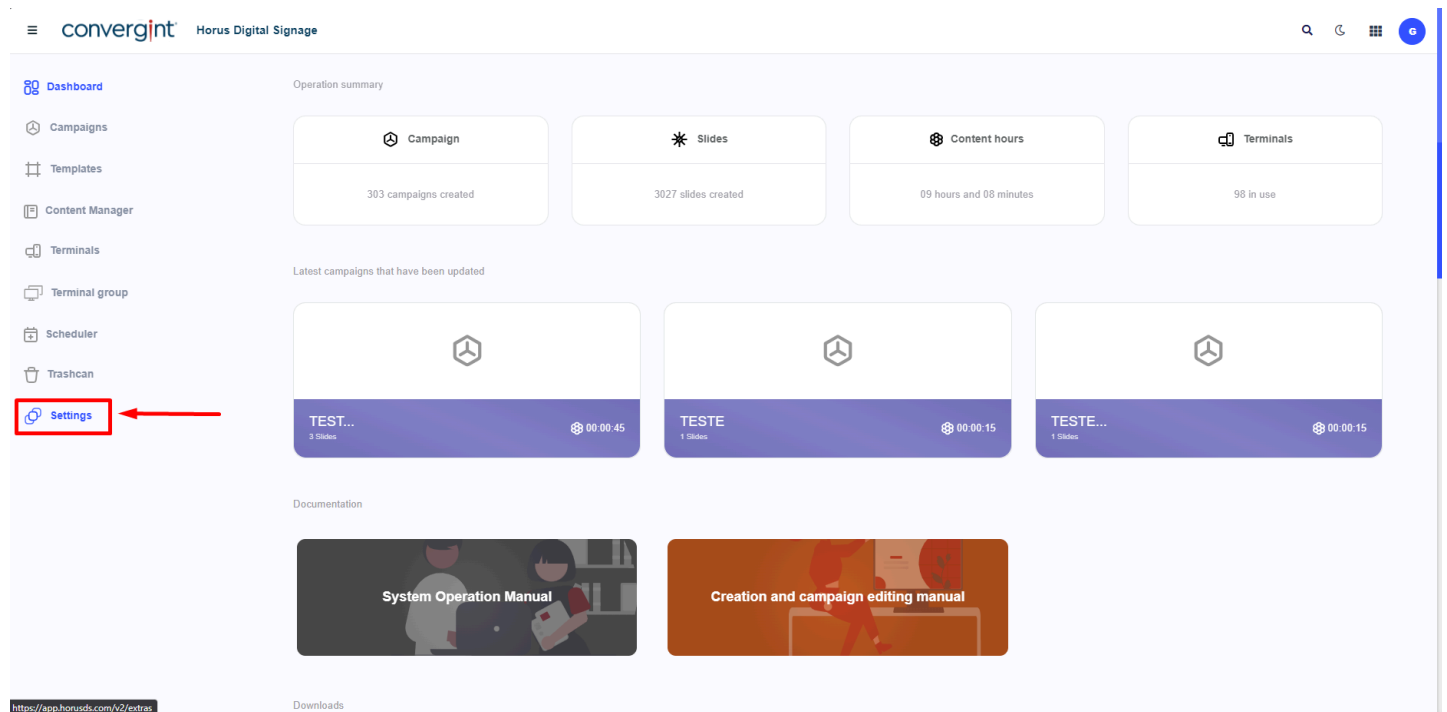 convergint Horus Digital Signage
G
Dashboard
Campaigns
Templates
Content Manager
Terminals
Terminal group
Scheduler
Trashcan
Settings
Operation summary
Campaign
303 campaigns created
Slides
3027 slides created
Content hours
09 hours and 08 minutes
Terminals
98 in use
Latest campaigns that have been updated
TEST...
3 Slides
00:00:45
TESTE
1 Slides
00:00:15
TESTE...
1 Slides
00:00:15
Documentation
System Operation Manual
Creation and campaign editing manual
Downloads
https://app.horusds.com/v2/extras